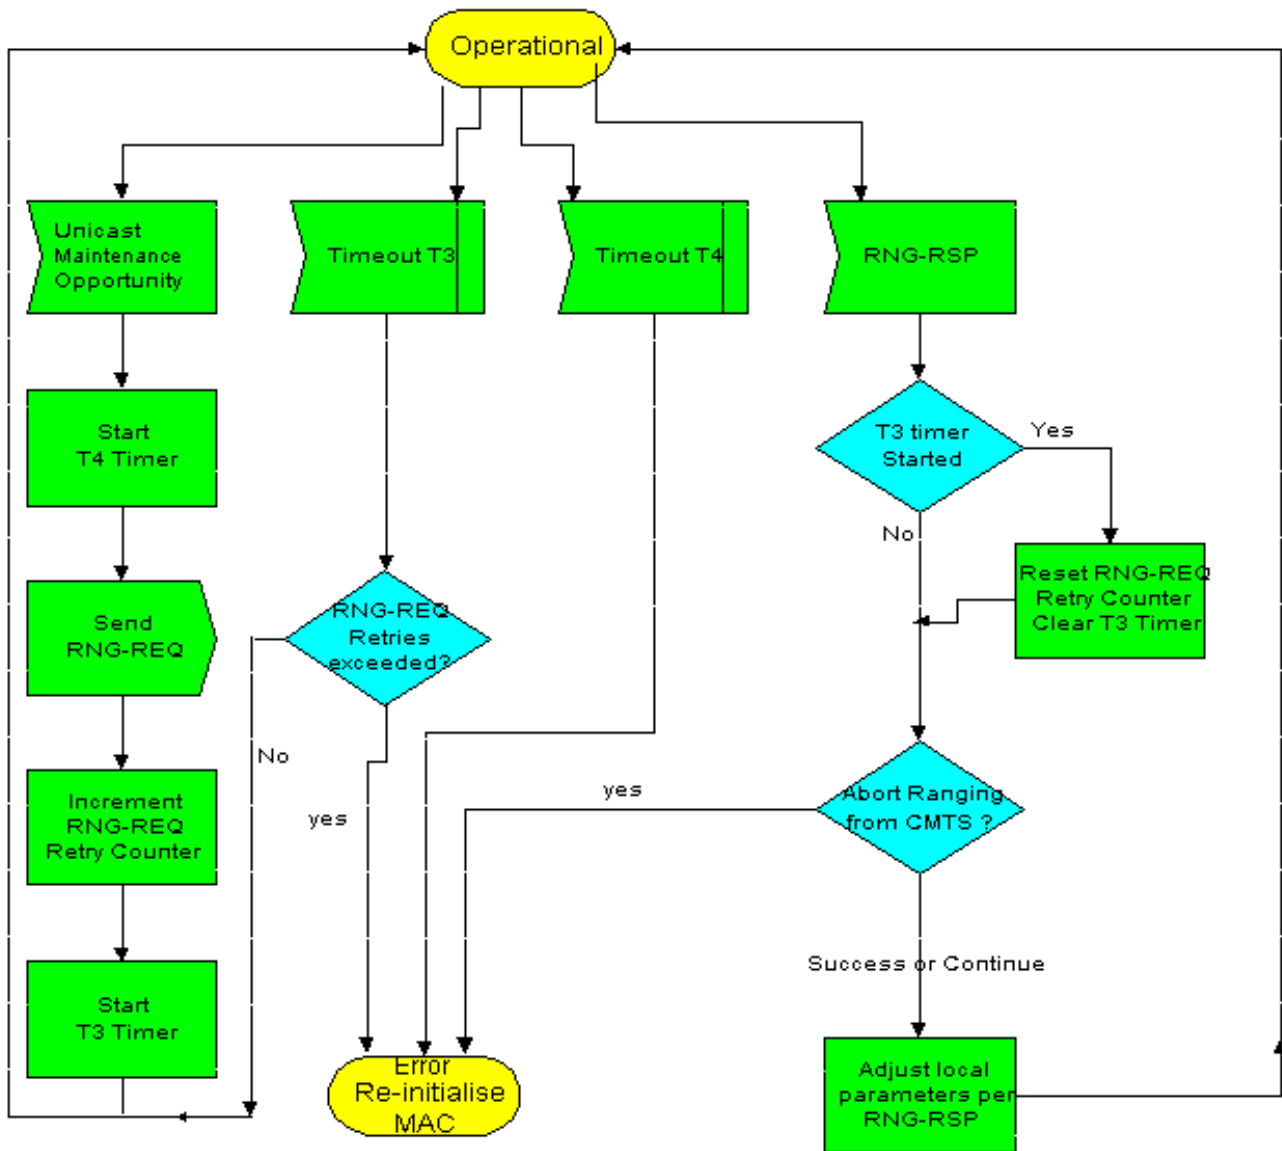 Operational
Unicast
Maintenance
Opportunity
Timeout T3
Timeout T4
RNG-RSP
Start
T4 Timer
T3 timer
Started
Yes
No
Send
RNG-REQ
RNG-REQ
Retries
exceeded?
Reset RNG-REQ
Retry Counter
Clear T3 Timer
No
yes
yes
Increment
RNG-REQ
Retry Counter
Abort Ranging
from CMTS ?
Success or Continue
Start
T3 Timer
Error
Re-initialise
MAC
Adjust local
parameters per
RNG-RSP